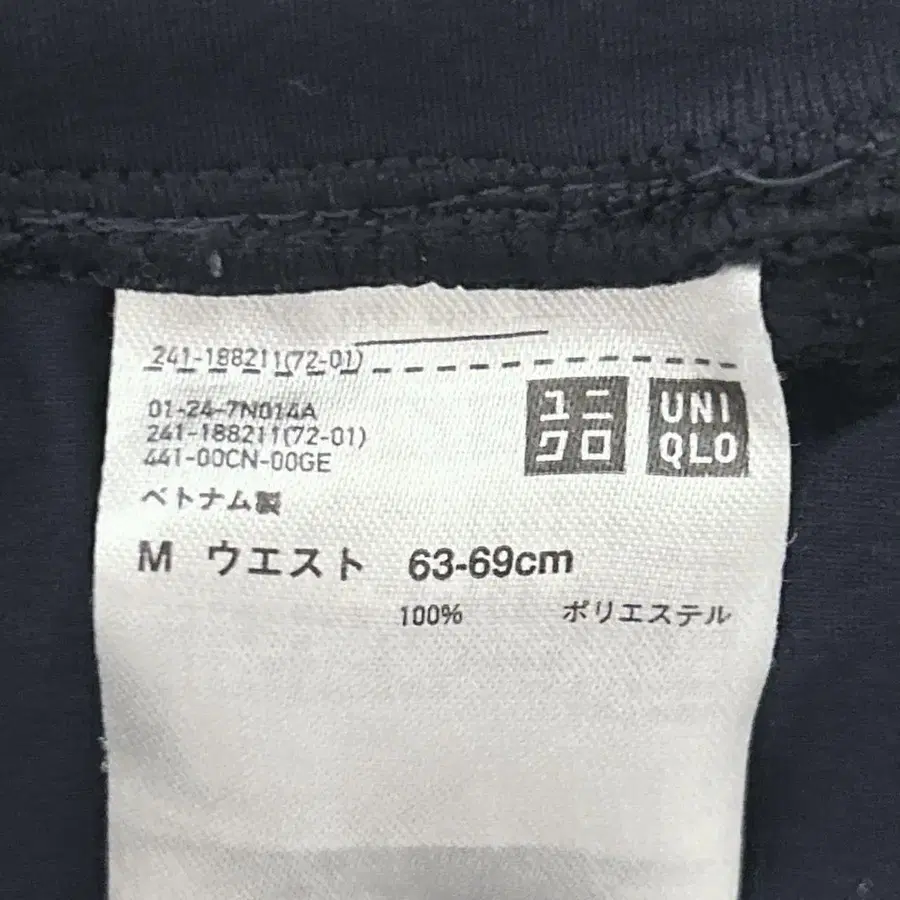 241-188211(72-01)
01-24-7N014A
241-188211(72-01)
441-00CN-00GE
ユニ
クロ
UNI
QLO
ベトナム製
M ウエスト 63-69cm
100% ポリエステル